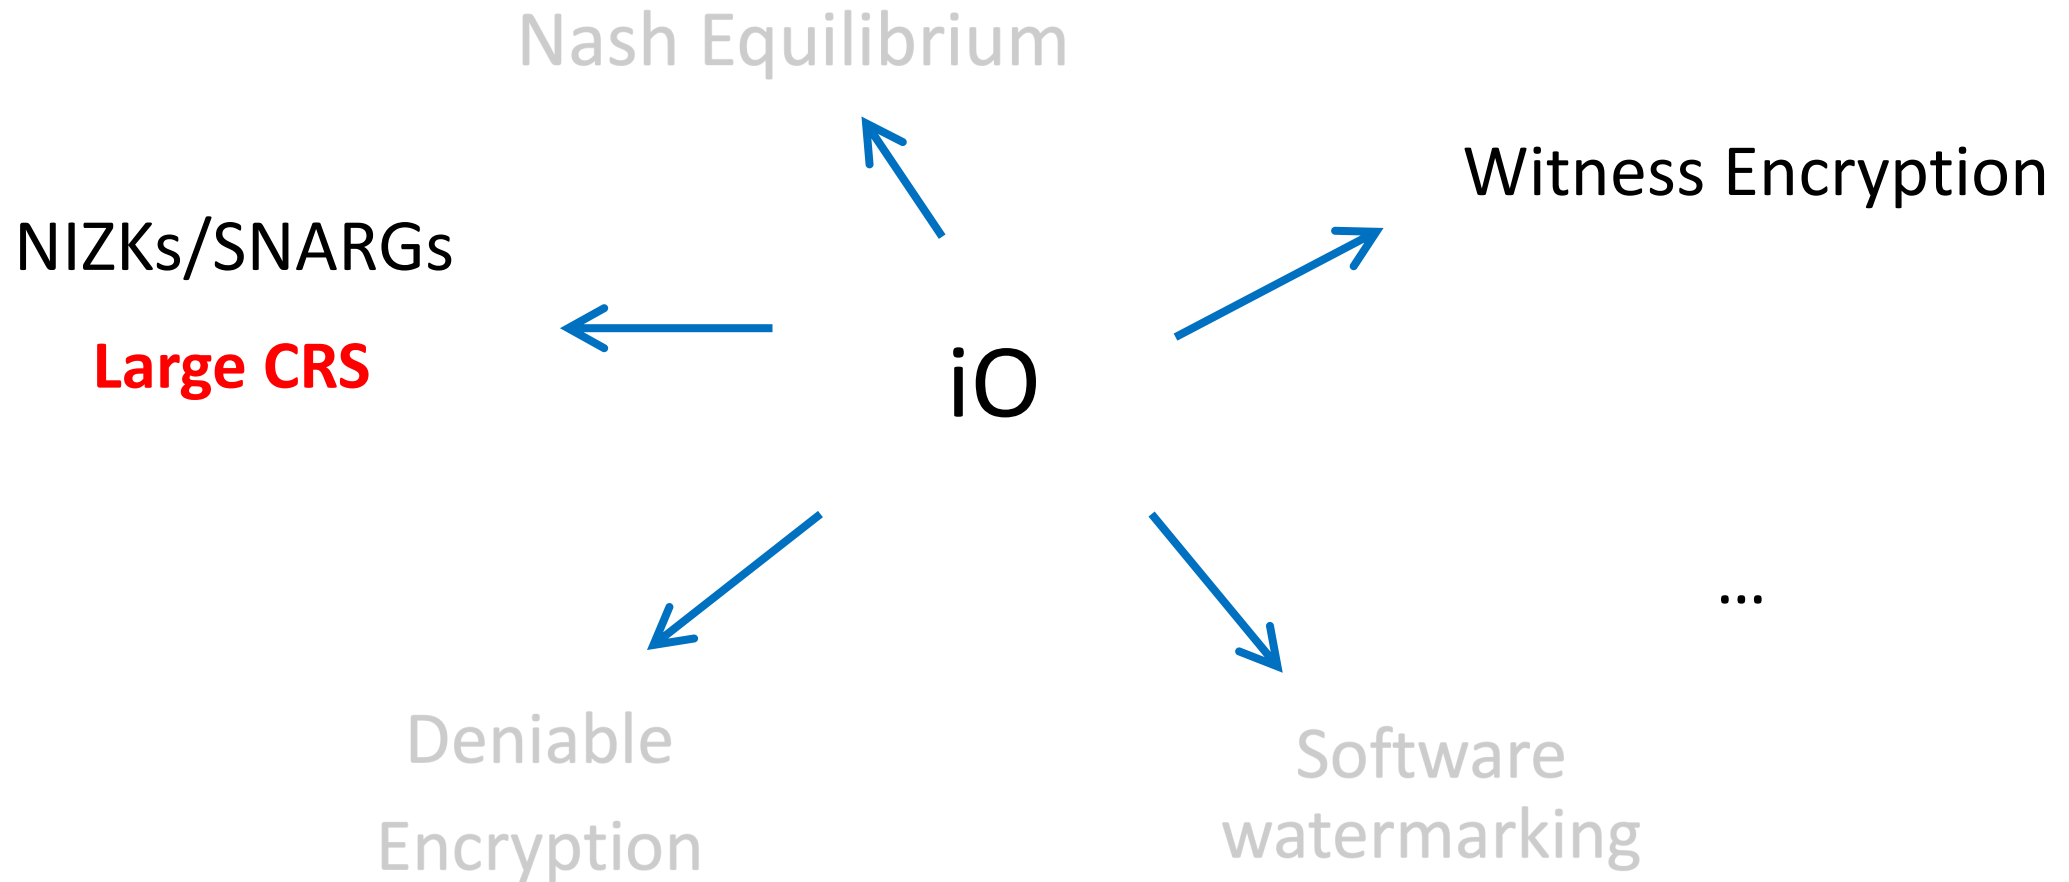 Nash Equilibrium
Witness Encryption
NIZKs/SNARGs
Large CRS
iO
...
Deniable
Encryption
Software
watermarking